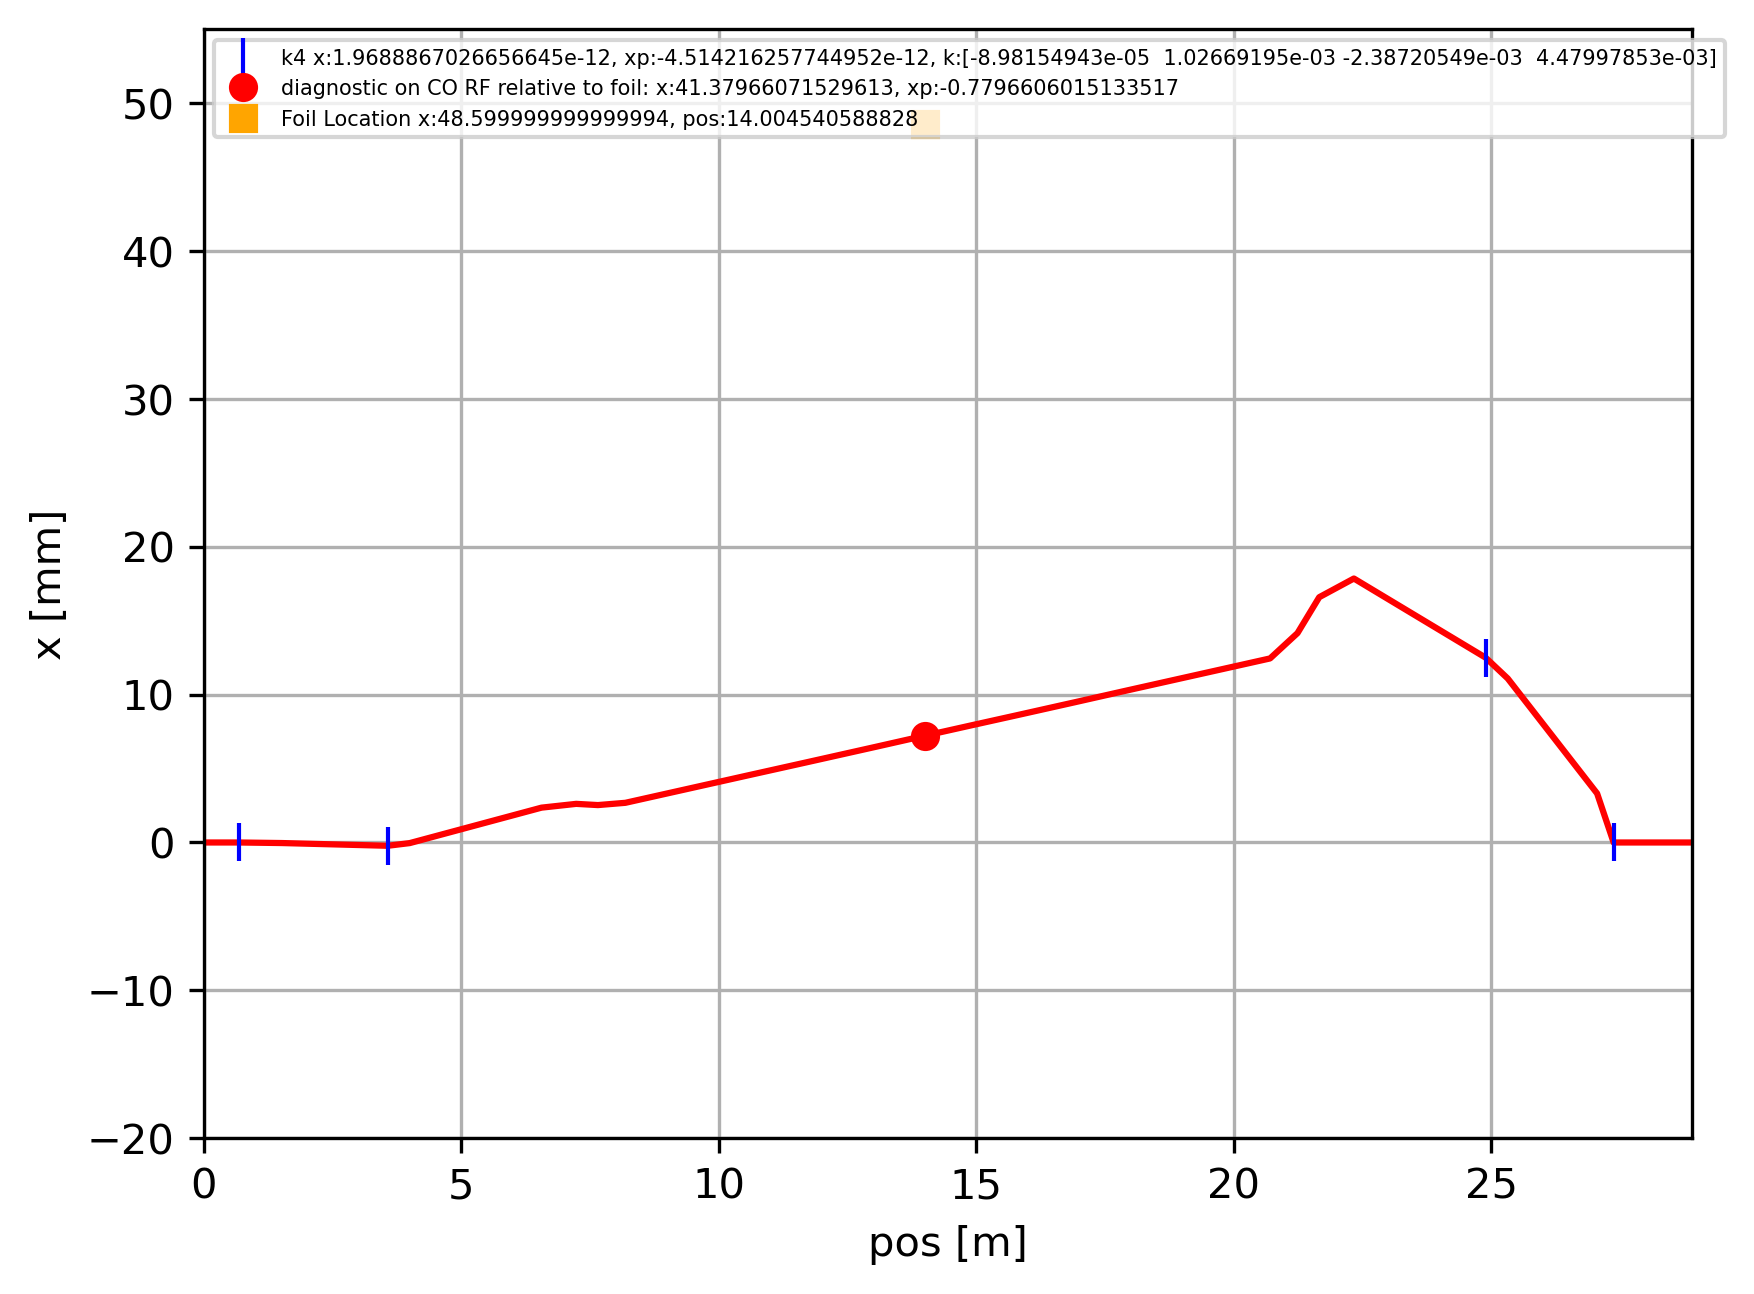 k4 x:1.9688867026656645e-12, xp:-4.514216257744952e-12, k:[-8.98154943e-05  1.02669195e-03 -2.38720549e-03  4.47997853e-03]
diagnostic on CO RF relative to foil: x:41.37966071529613, xp:-0.7796606015133517
Foil Location x:48.599999999999994, pos:14.004540588828
50
40
30
20
10
0
−10
−20
x [mm]
0 5 10 15 20 25
pos [m]